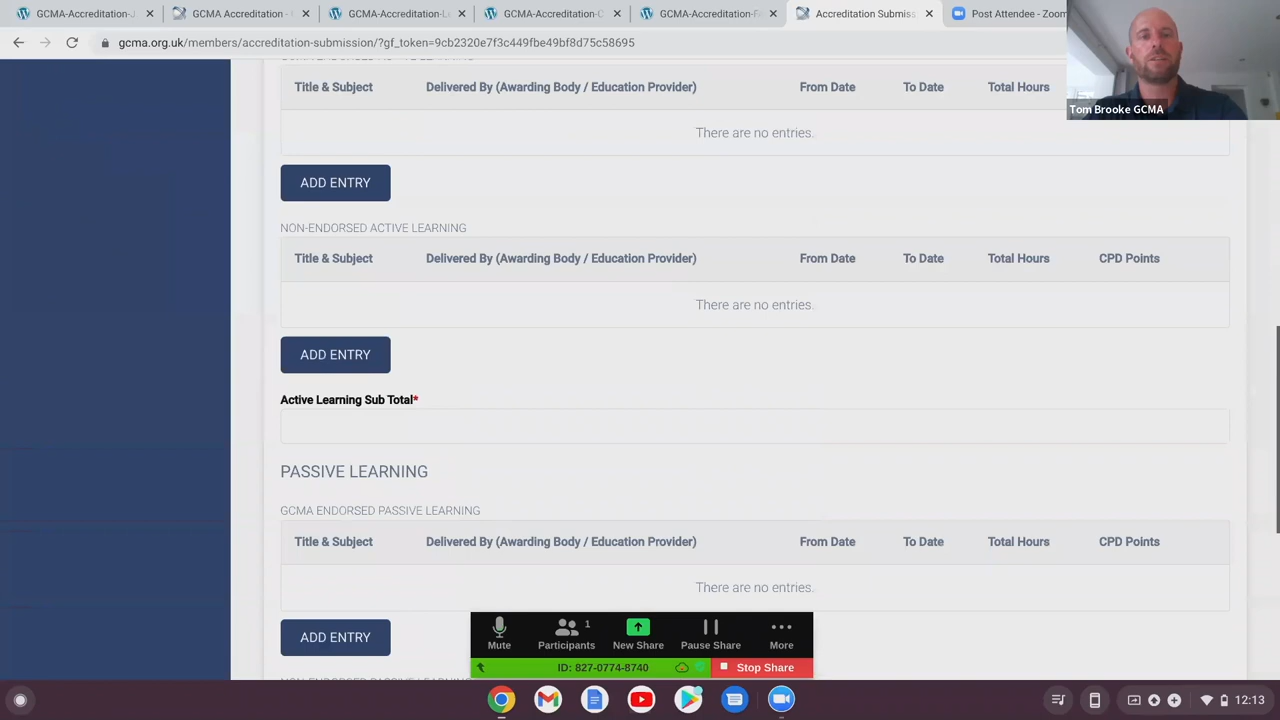 GCMA-Accreditation-J
GCMA Accreditation -
GCMA-Accreditation-Le
GCMA-Accreditation-C
GCMA-Accreditation-FA
Accreditation Submiss
Post Attendee - Zoom
gcma.org.uk/members/accreditation-submission/?gf_token=9cb2320e7f3c449fbe49bf8d75c58695
Tom Brooke GCMA
Title & Subject Delivered By (Awarding Body / Education Provider) From Date To Date Total Hours
There are no entries.
ADD ENTRY
NON-ENDORSED ACTIVE LEARNING
Title & Subject Delivered By (Awarding Body / Education Provider) From Date To Date Total Hours CPD Points
There are no entries.
ADD ENTRY
Active Learning Sub Total*
PASSIVE LEARNING
GCMA ENDORSED PASSIVE LEARNING
Title & Subject Delivered By (Awarding Body / Education Provider) From Date To Date Total Hours CPD Points
There are no entries.
ADD ENTRY
1
Mute Participants New Share Pause Share More
ID: 827-0774-8740 Stop Share
12:13